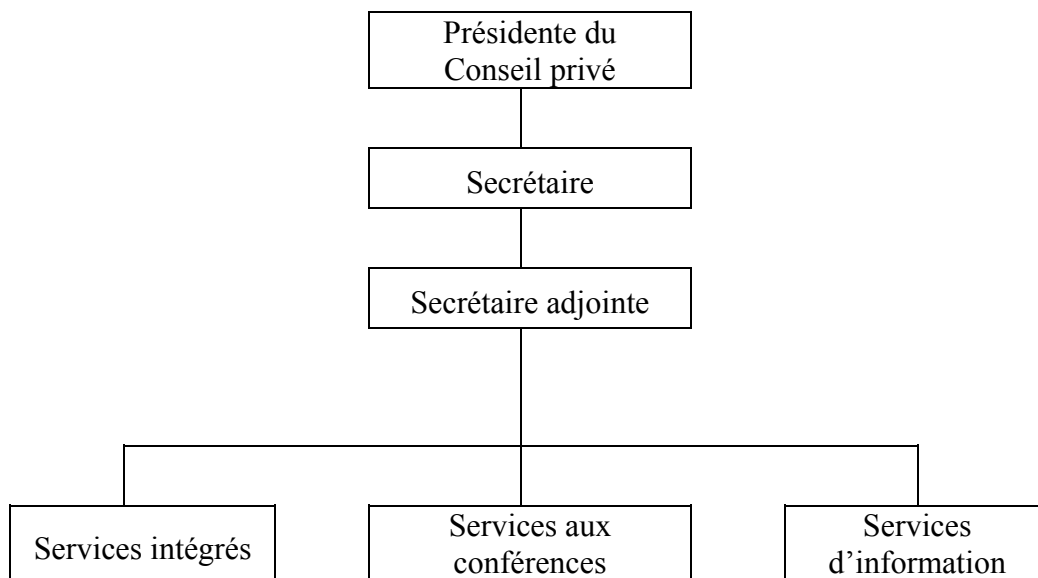 Présidente du
Conseil privé
Secrétaire
Secrétaire adjointe
Services intégrés
Services aux
conférences
Services
d’information